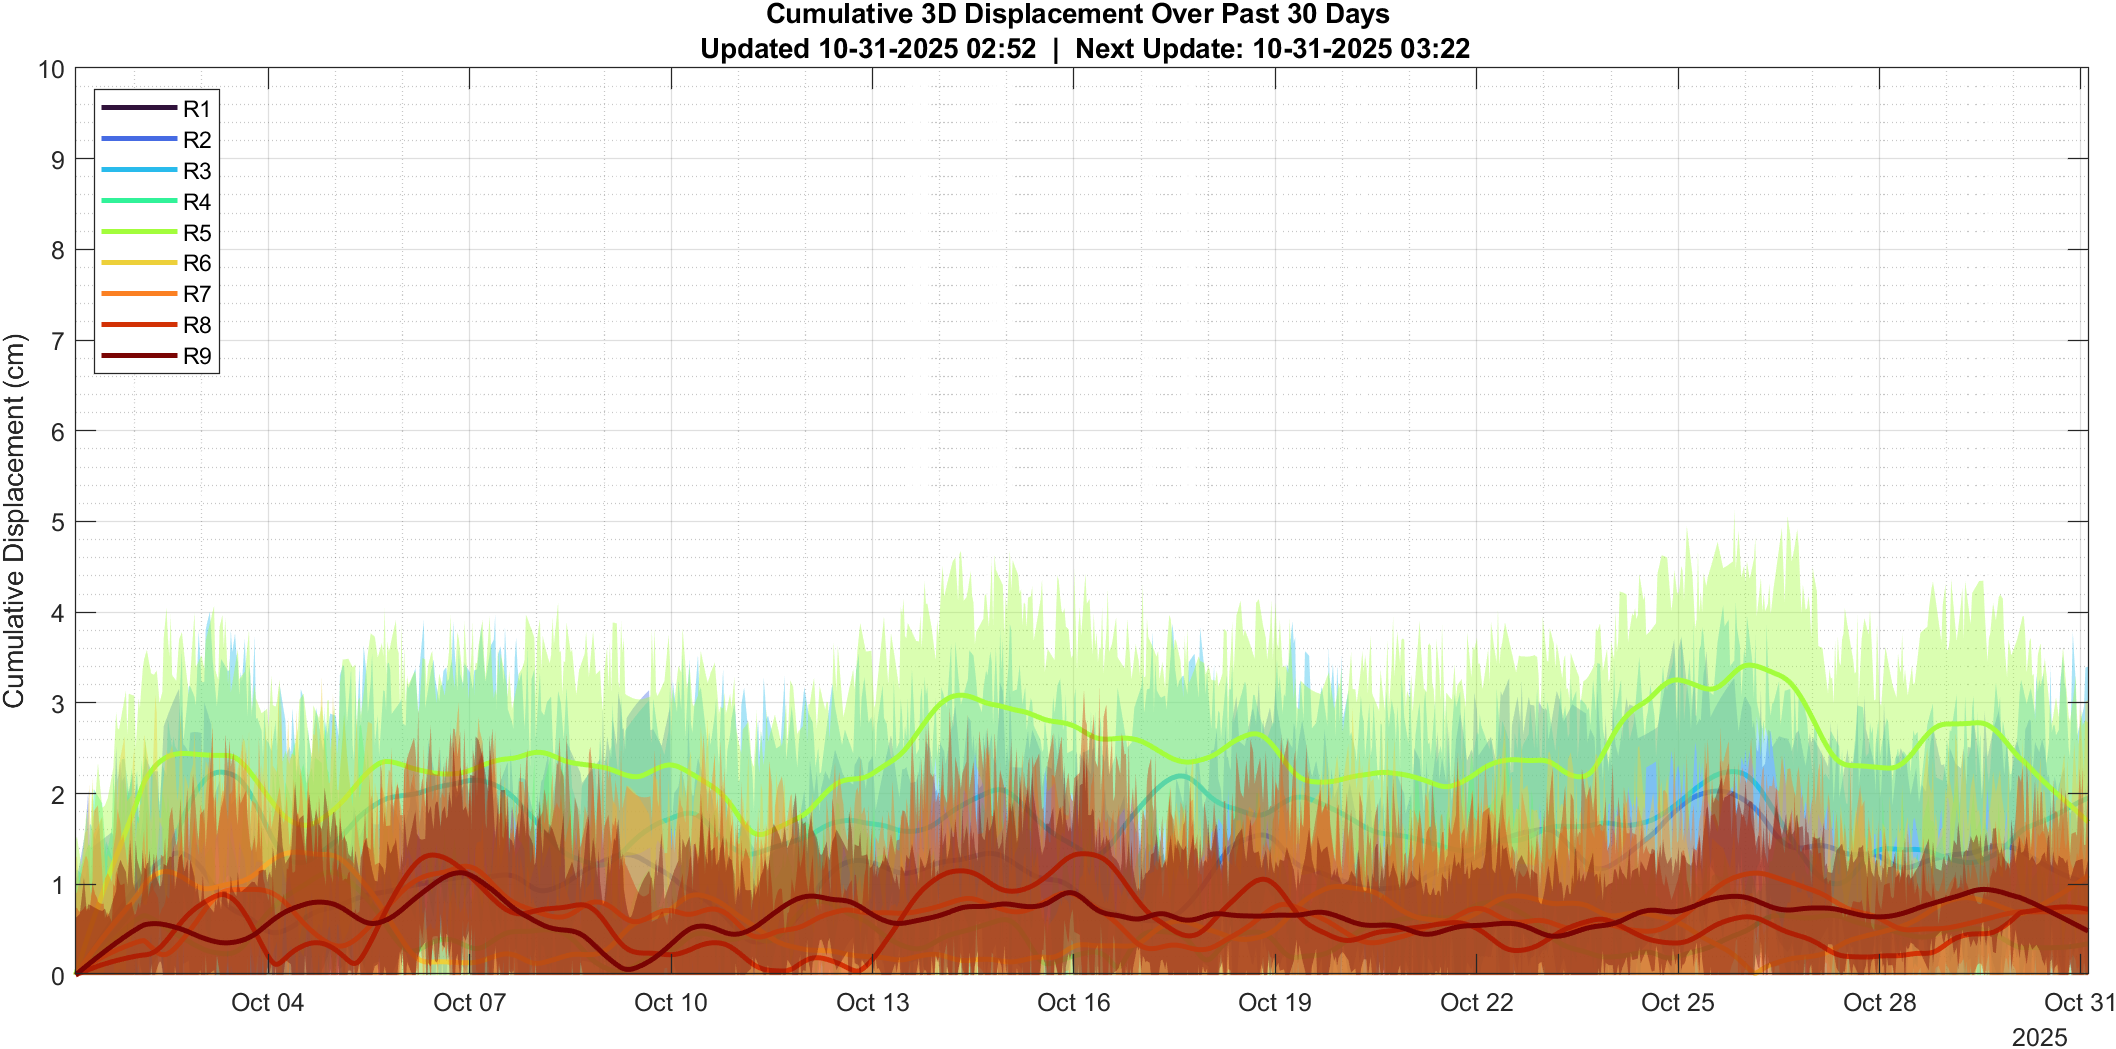 Cumulative 3D Displacement Over Past 30 Days
Updated 10-31-2025 02:52 | Next Update: 10-31-2025 03:22
Cumulative Displacement (cm)
10
9
8
7
6
5
4
3
2
1
0
R1
R2
R3
R4
R5
R6
R7
R8
R9
Oct 04
Oct 07
Oct 10
Oct 13
Oct 16
Oct 19
Oct 22
Oct 25
Oct 28
Oct 31
2025